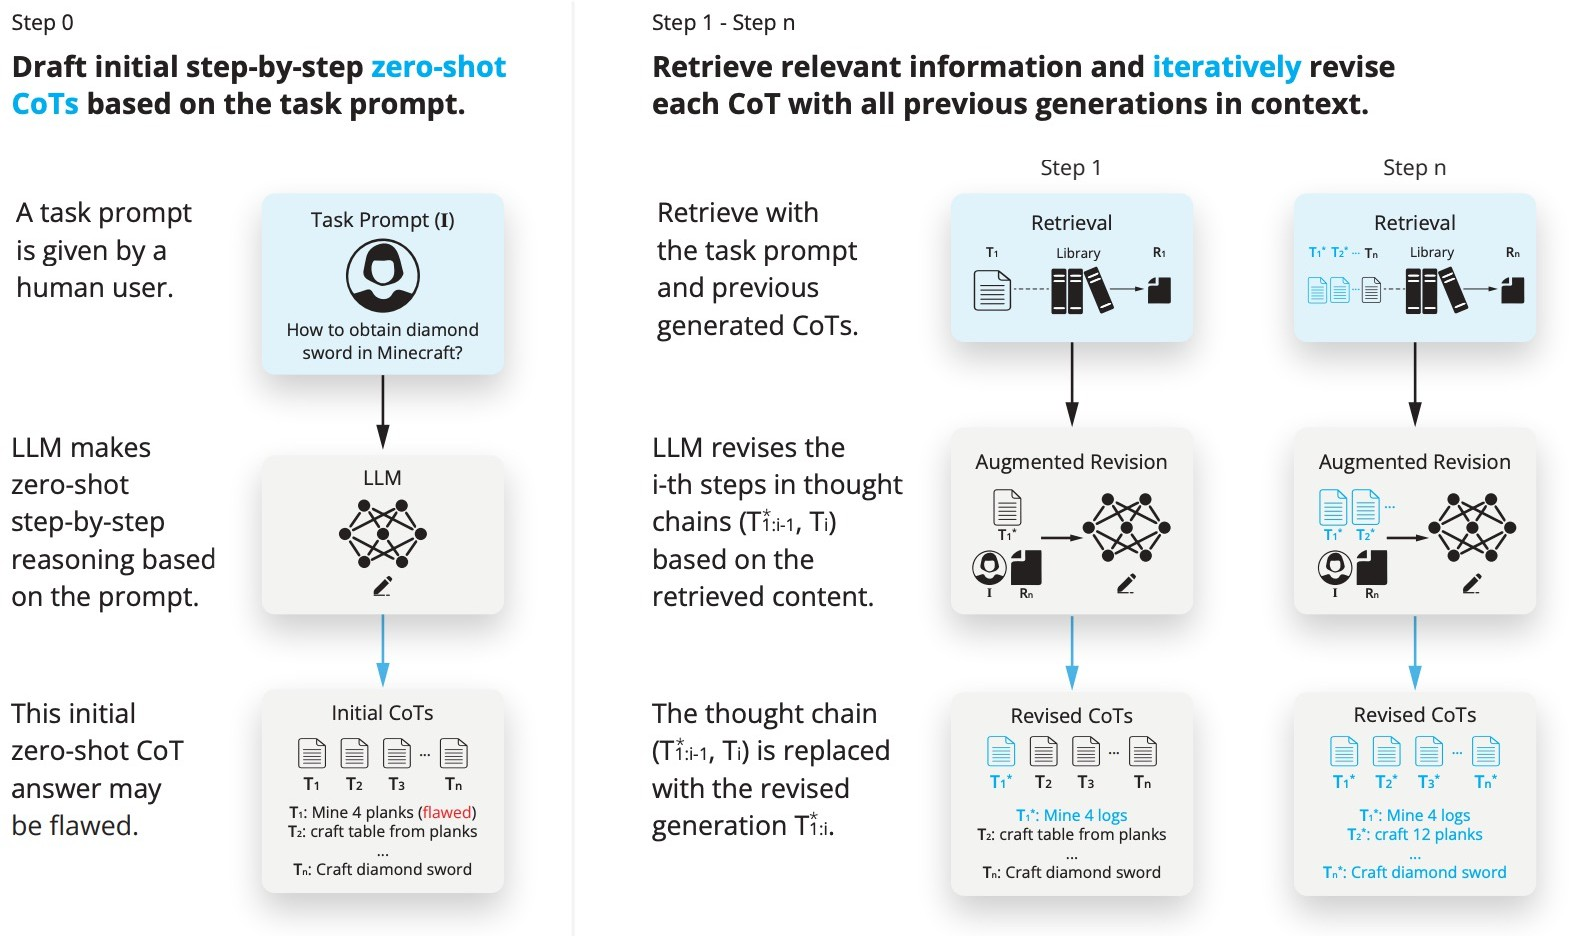 Step 0
Draft initial step-by-step zero-shot
CoTs based on the task prompt.
A task prompt
is given by a
human user.
Task Prompt (I)
How to obtain diamond
sword in Minecraft?
LLM makes
zero-shot
step-by-step
reasoning based
on the prompt.
LLM
This initial
zero-shot CoT
answer may
be flawed.
Initial CoTs
T₁ T₂ T₃ ... Tₙ
T₁: Mine 4 planks (flawed)
T₂: craft table from planks
...
Tₙ: Craft diamond sword
Step 1 - Step n
Retrieve relevant information and iteratively revise
each CoT with all previous generations in context.
Retrieve with
the task prompt
and previous
generated CoTs.
Step 1
Retrieval
T₁ Library R₁
Step n
Retrieval
T₁* T₂* ... Tₙ Library Rₙ
...
LLM revises the
i-th steps in thought
chains (T*₁:ᵢ₋₁, Tᵢ)
based on the
retrieved content.
Augmented Revision
T₁*
I Rₙ
Augmented Revision
...
T₁* T₂*
I Rₙ
The thought chain
(T*₁:ᵢ₋₁, Tᵢ) is replaced
with the revised
generation T*₁:ᵢ.
Revised CoTs
...
T₁* T₂ T₃ Tₙ
T₁*: Mine 4 logs
T₂: craft table from planks
...
Tₙ: Craft diamond sword
Revised CoTs
...
T₁* T₂* T₃* Tₙ*
T₁*: Mine 4 logs
T₂*: craft 12 planks
...
Tₙ*: Craft diamond sword